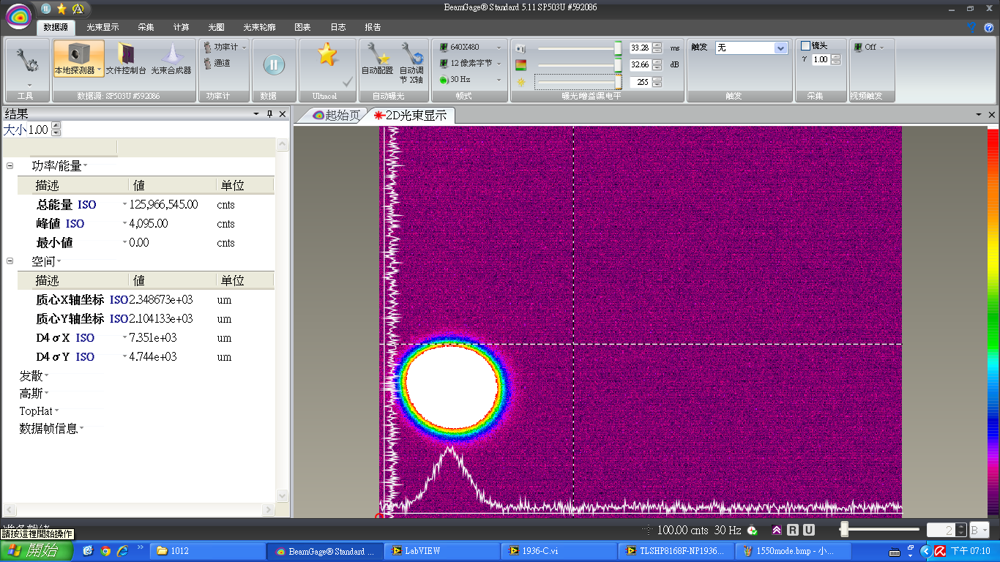 BeamGage® Standard 5.11 SP503U #592086
数据源 光束显示 采集 计算 光圈 光束轮廓 图表 日志 报告
本地探测器 文件控制台 光束合成器
功率计
通道
自动配置 自动调节 X轴
640X480
12 像素字节
30 Hz
33.28 ms
32.66 dB
255
触发 无
镜头
γ 1.00
Off
工具 数据源: SP503U #592086 功率计 数据 Ultracal 自动曝光 帧式 曝光/增益/黑电平 触发 采集 视频触发
结果
起始页 2D光束显示
大小 1.00
功率/能量
描述 值 单位
总能量 ISO 125,966,545.00 cnts
峰值 ISO 4,095.00 cnts
最小值 0.00 cnts
空间
描述 值 单位
质心X轴坐标 ISO 2.348673e+03 um
质心Y轴坐标 ISO 2.104133e+03 um
D4σX ISO 7.351e+03 um
D4σY ISO 4.744e+03 um
发散
高斯
TopHat
数据帧信息
100.00 cnts 30 Hz R U 2 B
請按這裡開始操作
開始 1012 BeamGage® Standard ... LabVIEW 1936-C.vi TLSHP8168F-NP1936... 1550mode.bmp - 小... 下午 07:10